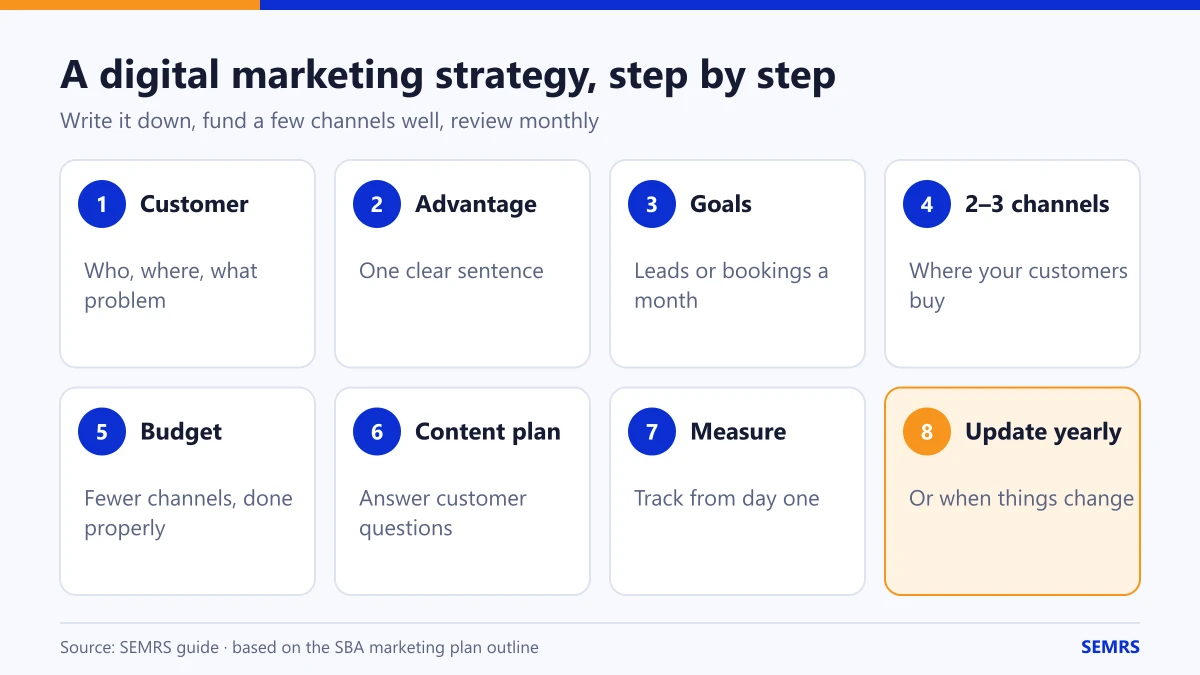 A digital marketing strategy, step by step
Write it down, fund a few channels well, review monthly
1 Customer
Who, where, what
problem
2 Advantage
One clear sentence
3 Goals
Leads or bookings a
month
4 2–3 channels
Where your customers
buy
5 Budget
Fewer channels, done
properly
6 Content plan
Answer customer
questions
7 Measure
Track from day one
8 Update yearly
Or when things change
Source: SEMRS guide · based on the SBA marketing plan outline
SEMRS